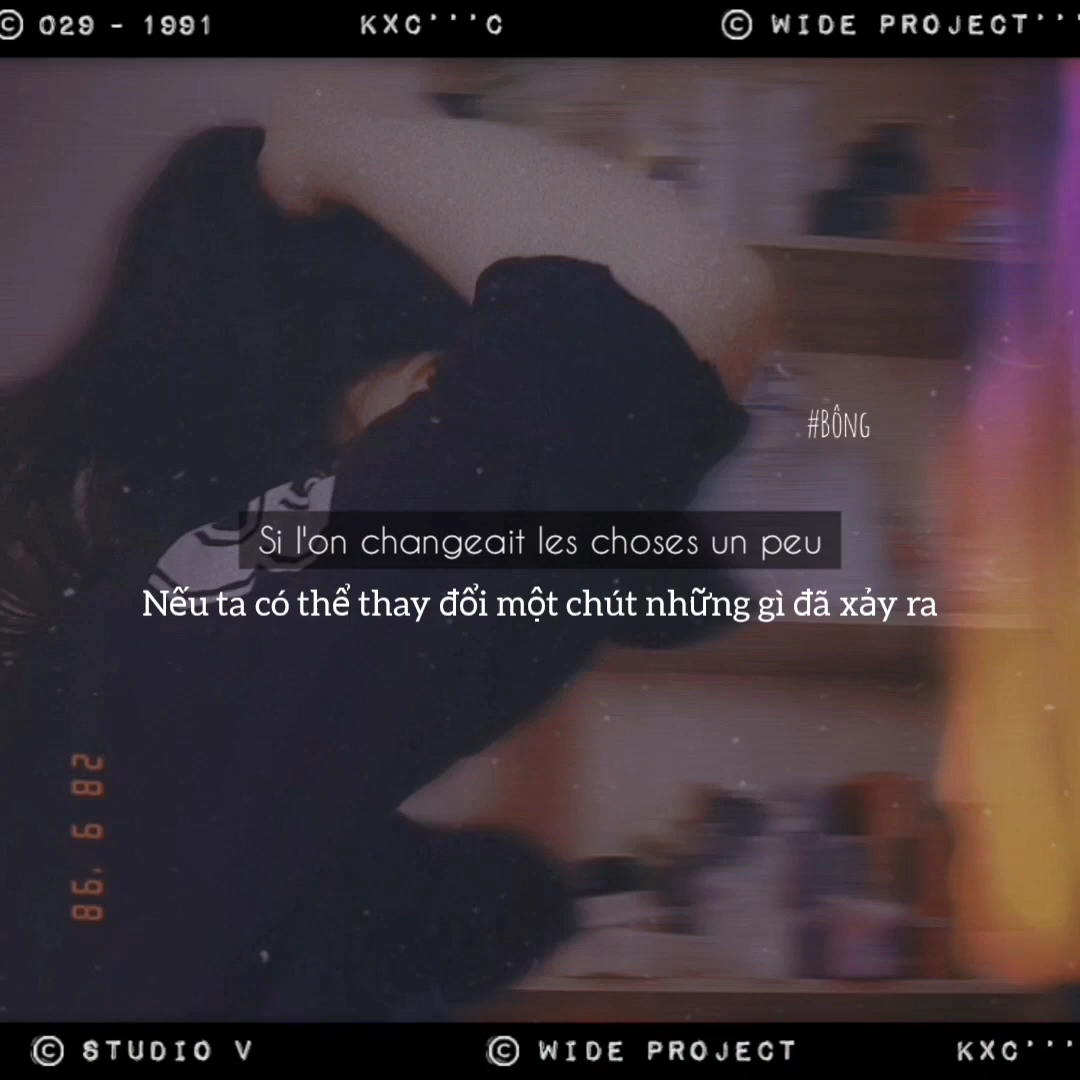 © 029 - 1991 KXC'''C © WIDE PROJECT'''
#BÔNG
Si l'on changeait les choses un peu
Nếu ta có thể thay đổi một chút những gì đã xảy ra
86.' 6 28
© STUDIO V © WIDE PROJECT KXC'''